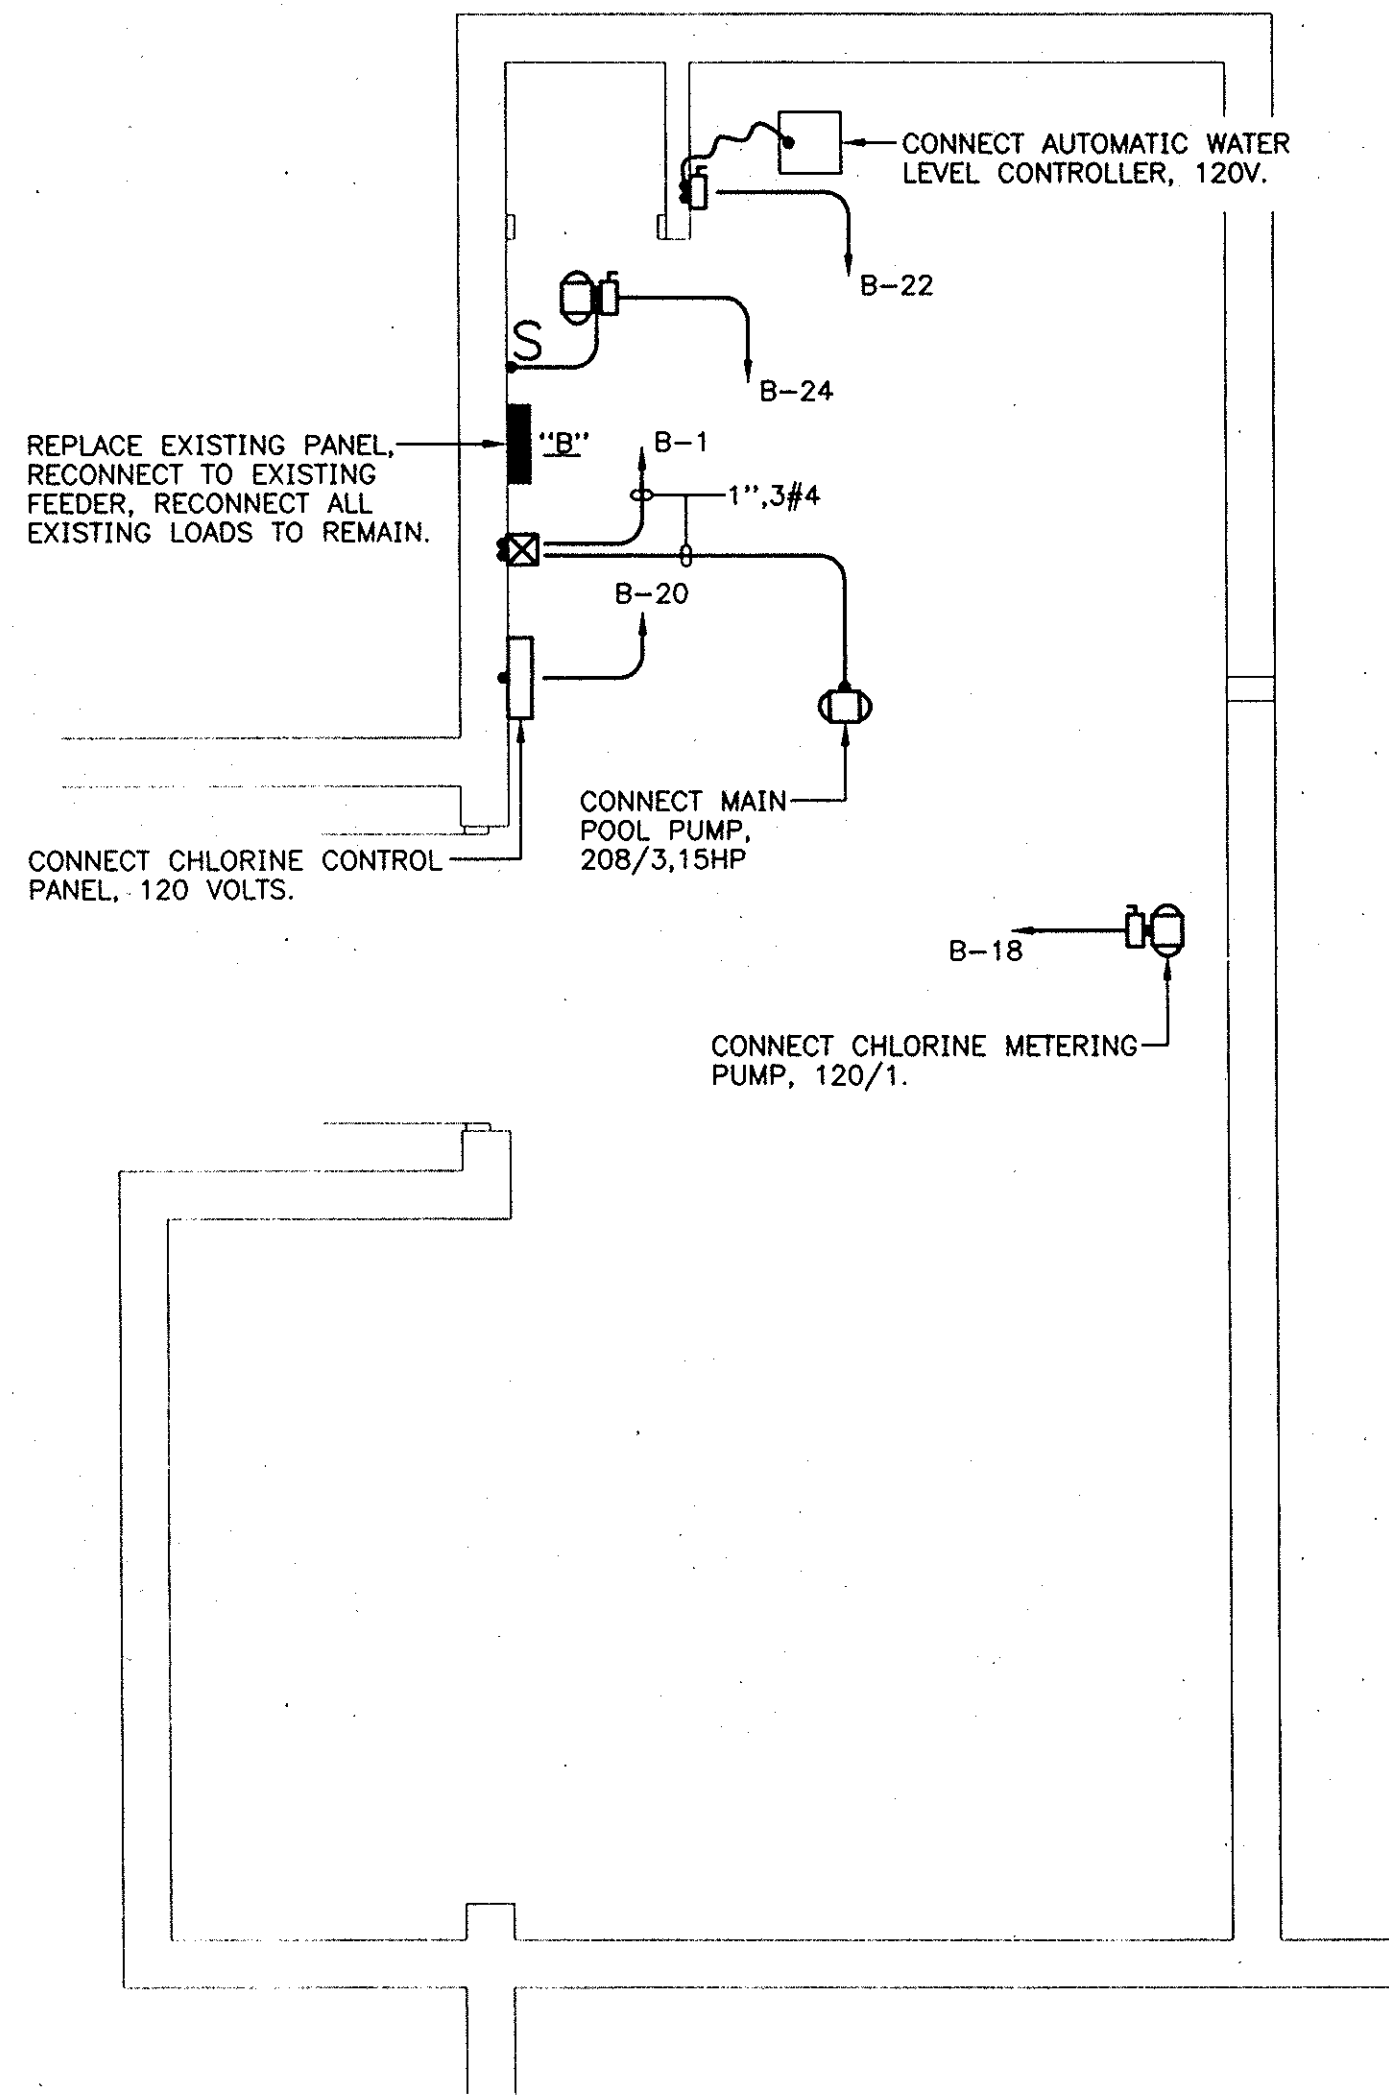 CONNECT AUTOMATIC WATER
LEVEL CONTROLLER, 120V.
B-22
S
B-24
REPLACE EXISTING PANEL,
RECONNECT TO EXISTING
FEEDER, RECONNECT ALL
EXISTING LOADS TO REMAIN.
"B"
B-1
1",3#4
B-20
CONNECT MAIN
POOL PUMP,
208/3,15HP
CONNECT CHLORINE CONTROL
PANEL, 120 VOLTS.
B-18
CONNECT CHLORINE METERING
PUMP, 120/1.